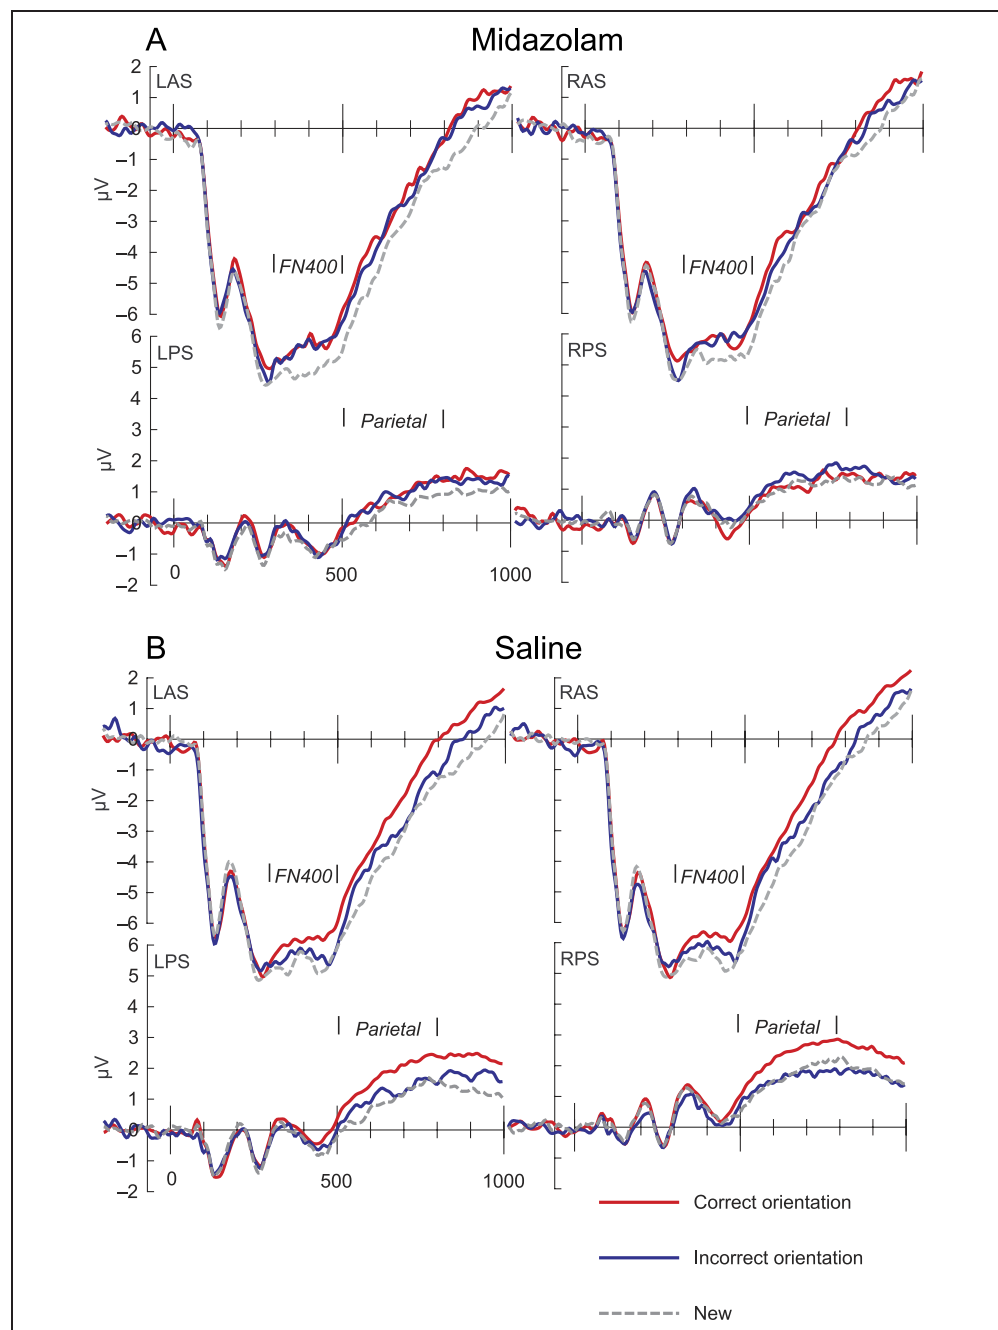 A Midazolam
LAS RAS
2
1
0
–1
–2
–3
–4
–5
–6
µV
FN400 FN400
LPS RPS
6
5
4
3
2
1
0
–1
–2
µV
Parietal Parietal
0 500 1000
B Saline
LAS RAS
2
1
0
–1
–2
–3
–4
–5
–6
µV
FN400 FN400
LPS RPS
6
5
4
3
2
1
0
–1
–2
µV
Parietal Parietal
0 500 1000
Correct orientation
Incorrect orientation
New